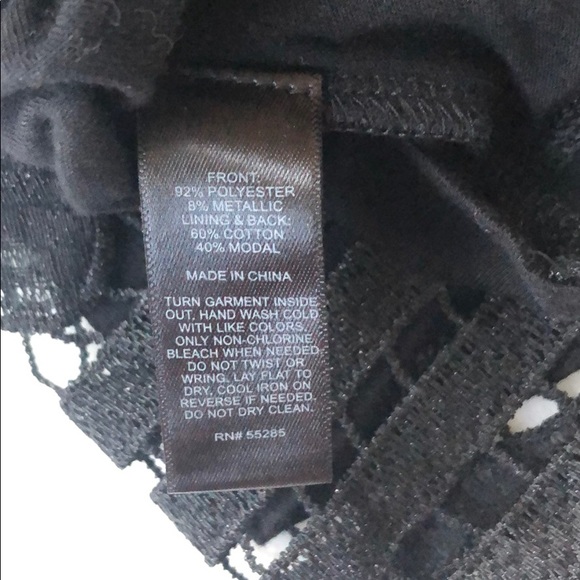 FRONT:
92% POLYESTER
8% METALLIC
LINING & BACK:
60% COTTON
40% MODAL
MADE IN CHINA
TURN GARMENT INSIDE
OUT, HAND WASH COLD
WITH LIKE COLORS,
ONLY NON-CHLORINE
BLEACH WHEN NEEDED.
DO NOT TWIST OR
WRING, LAY FLAT TO
DRY, COOL IRON ON
REVERSE IF NEEDED.
DO NOT DRY CLEAN.
RN# 55285